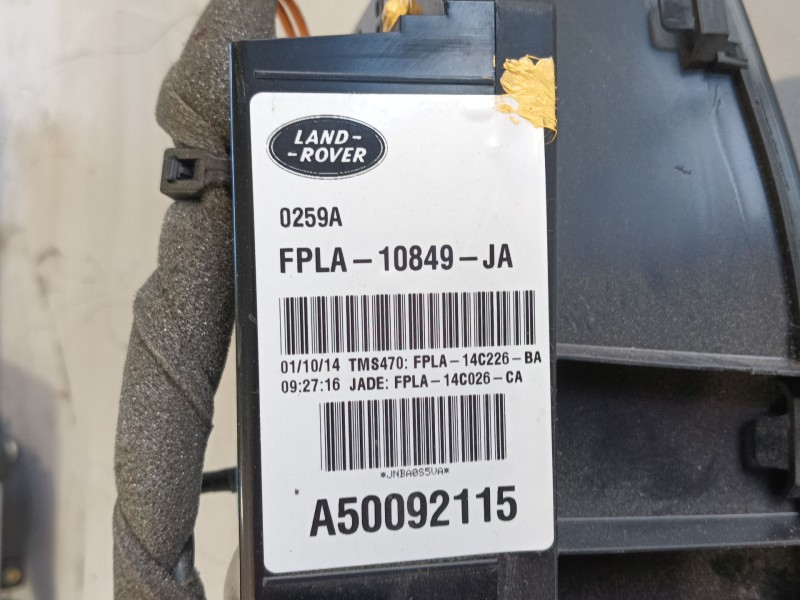 LAND-
-ROVER
0259A
FPLA-10849-JA
01/10/14 TMS470: FPLA-14C226-BA
09:27:16 JADE: FPLA-14C026-CA
*JNBA0S5VA*
A50092115